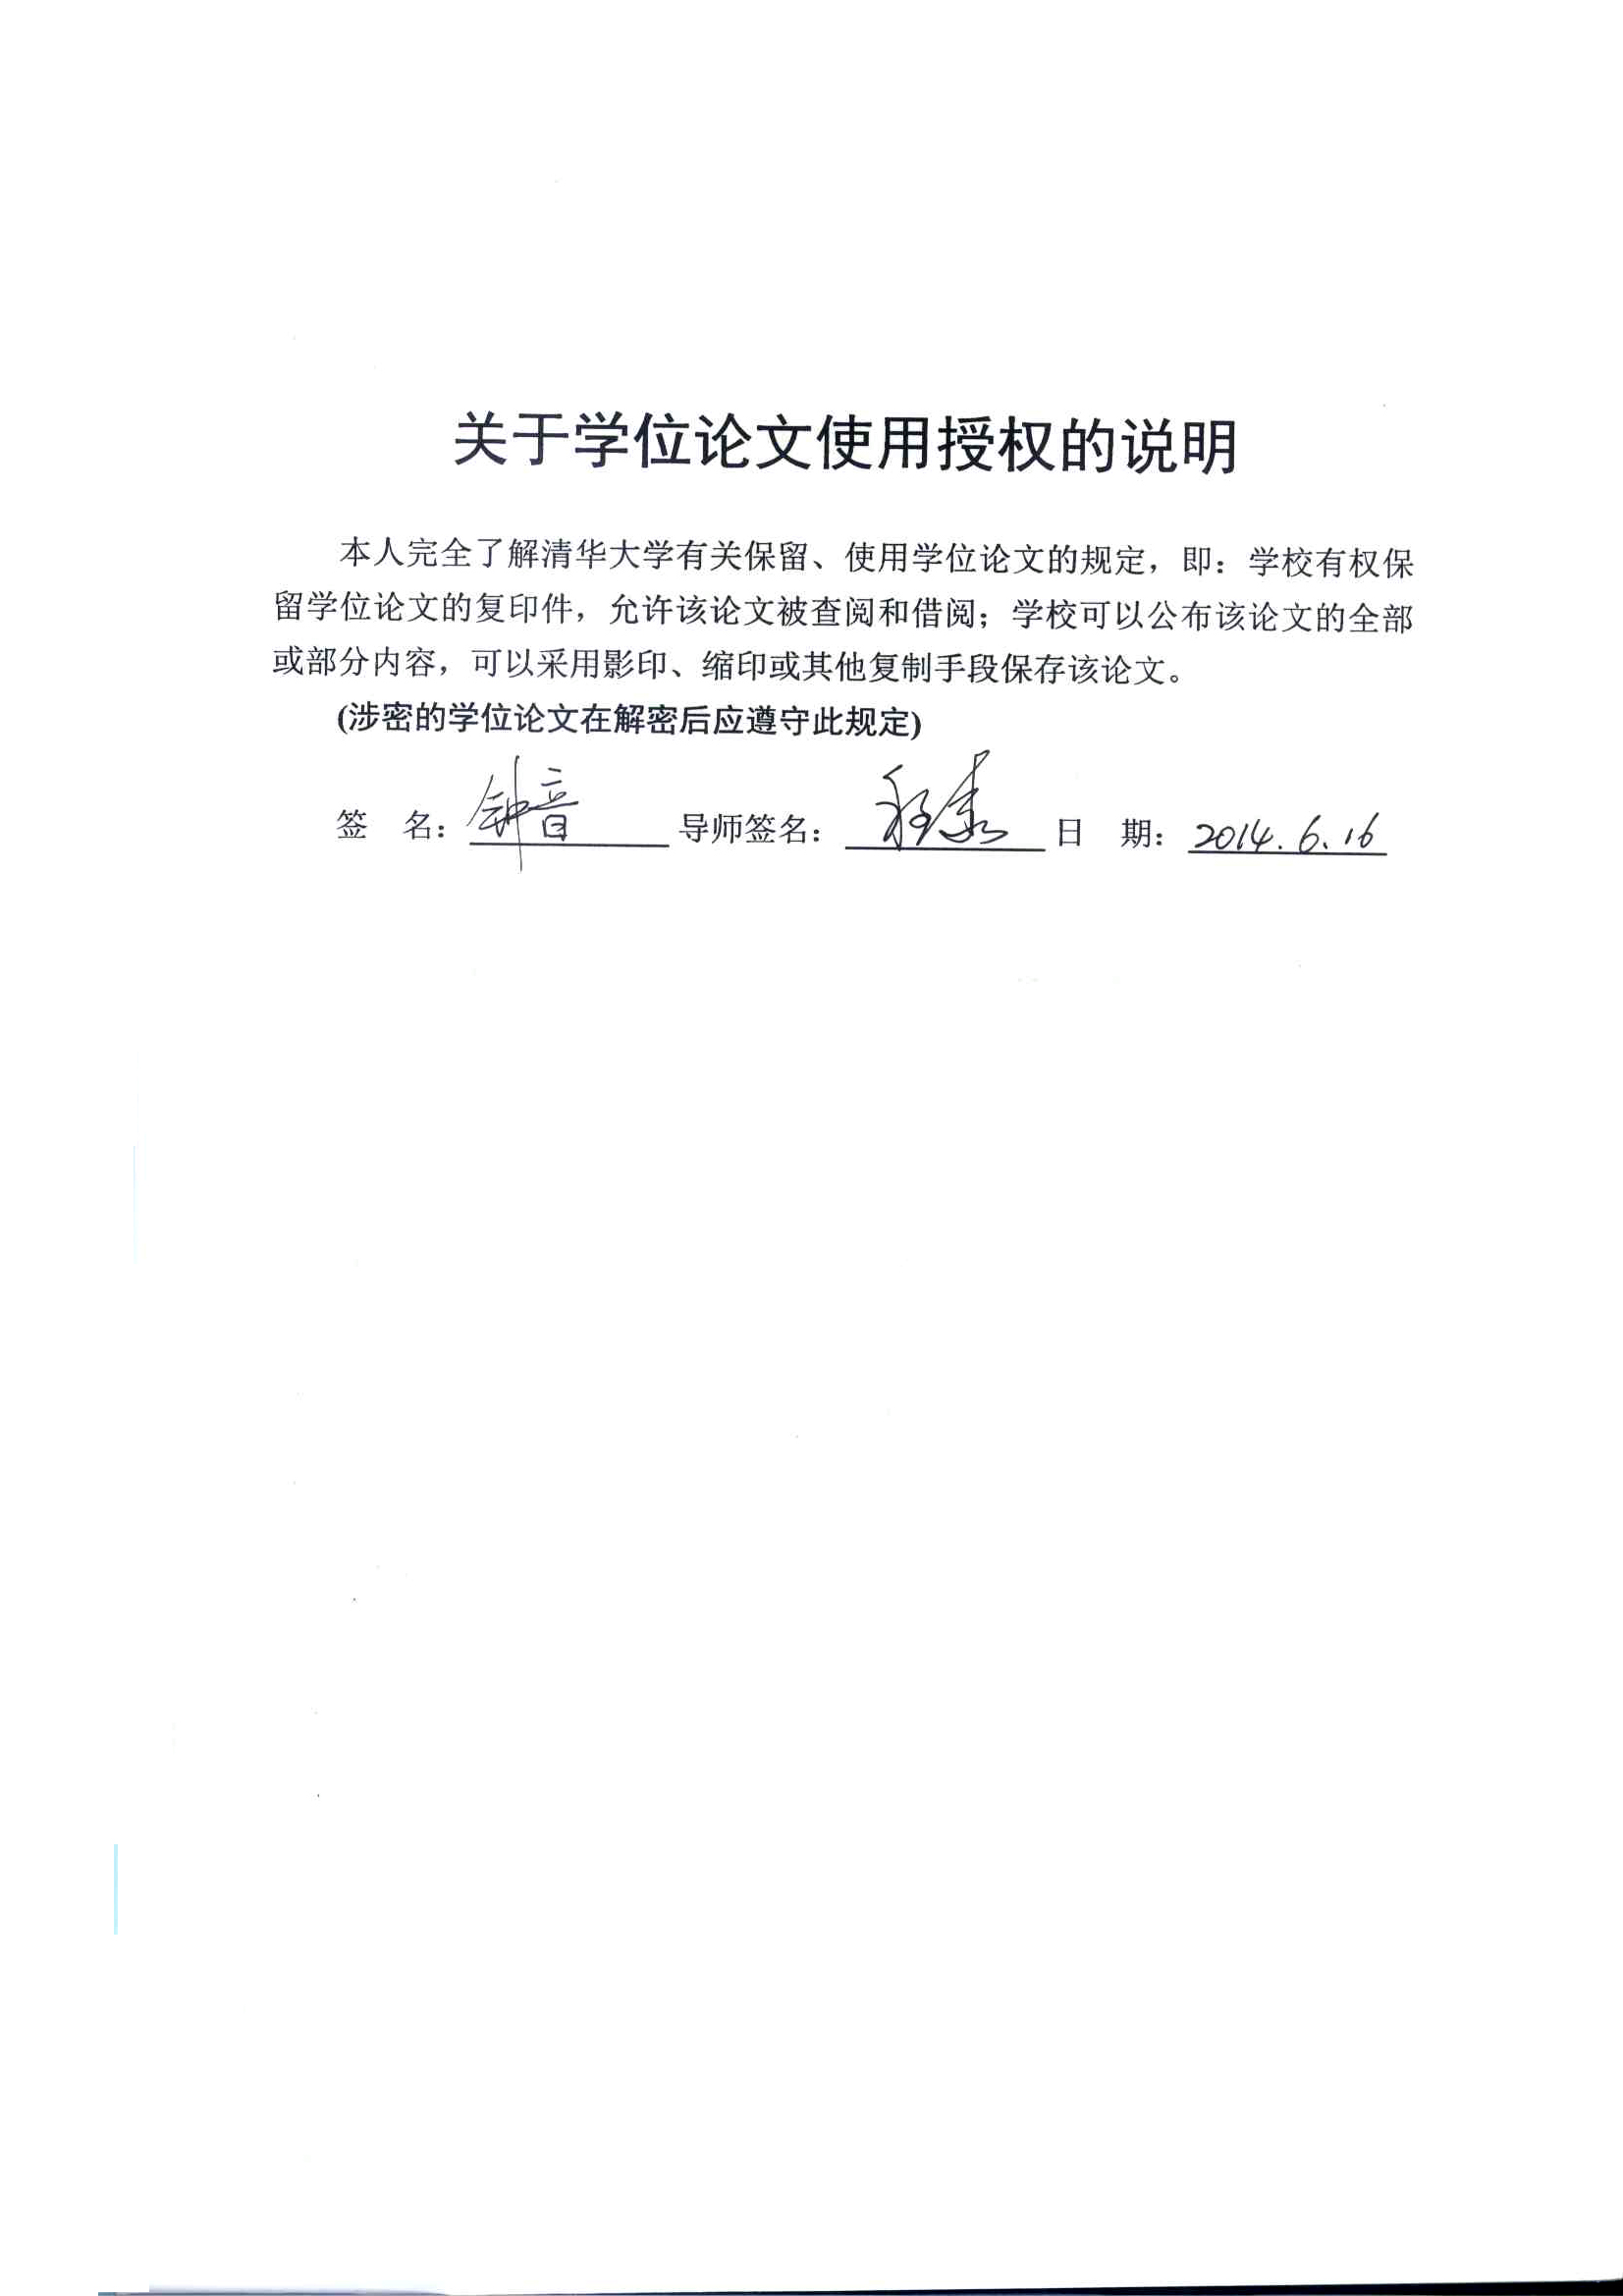 关于学位论文使用授权的说明
本人完全了解清华大学有关保留、使用学位论文的规定，即：学校有权保
留学位论文的复印件，允许该论文被查阅和借阅；学校可以公布该论文的全部
或部分内容，可以采用影印、缩印或其他复制手段保存该论文。
(涉密的学位论文在解密后应遵守此规定)
签 名：钟音 导师签名： 日 期：2014.6.16